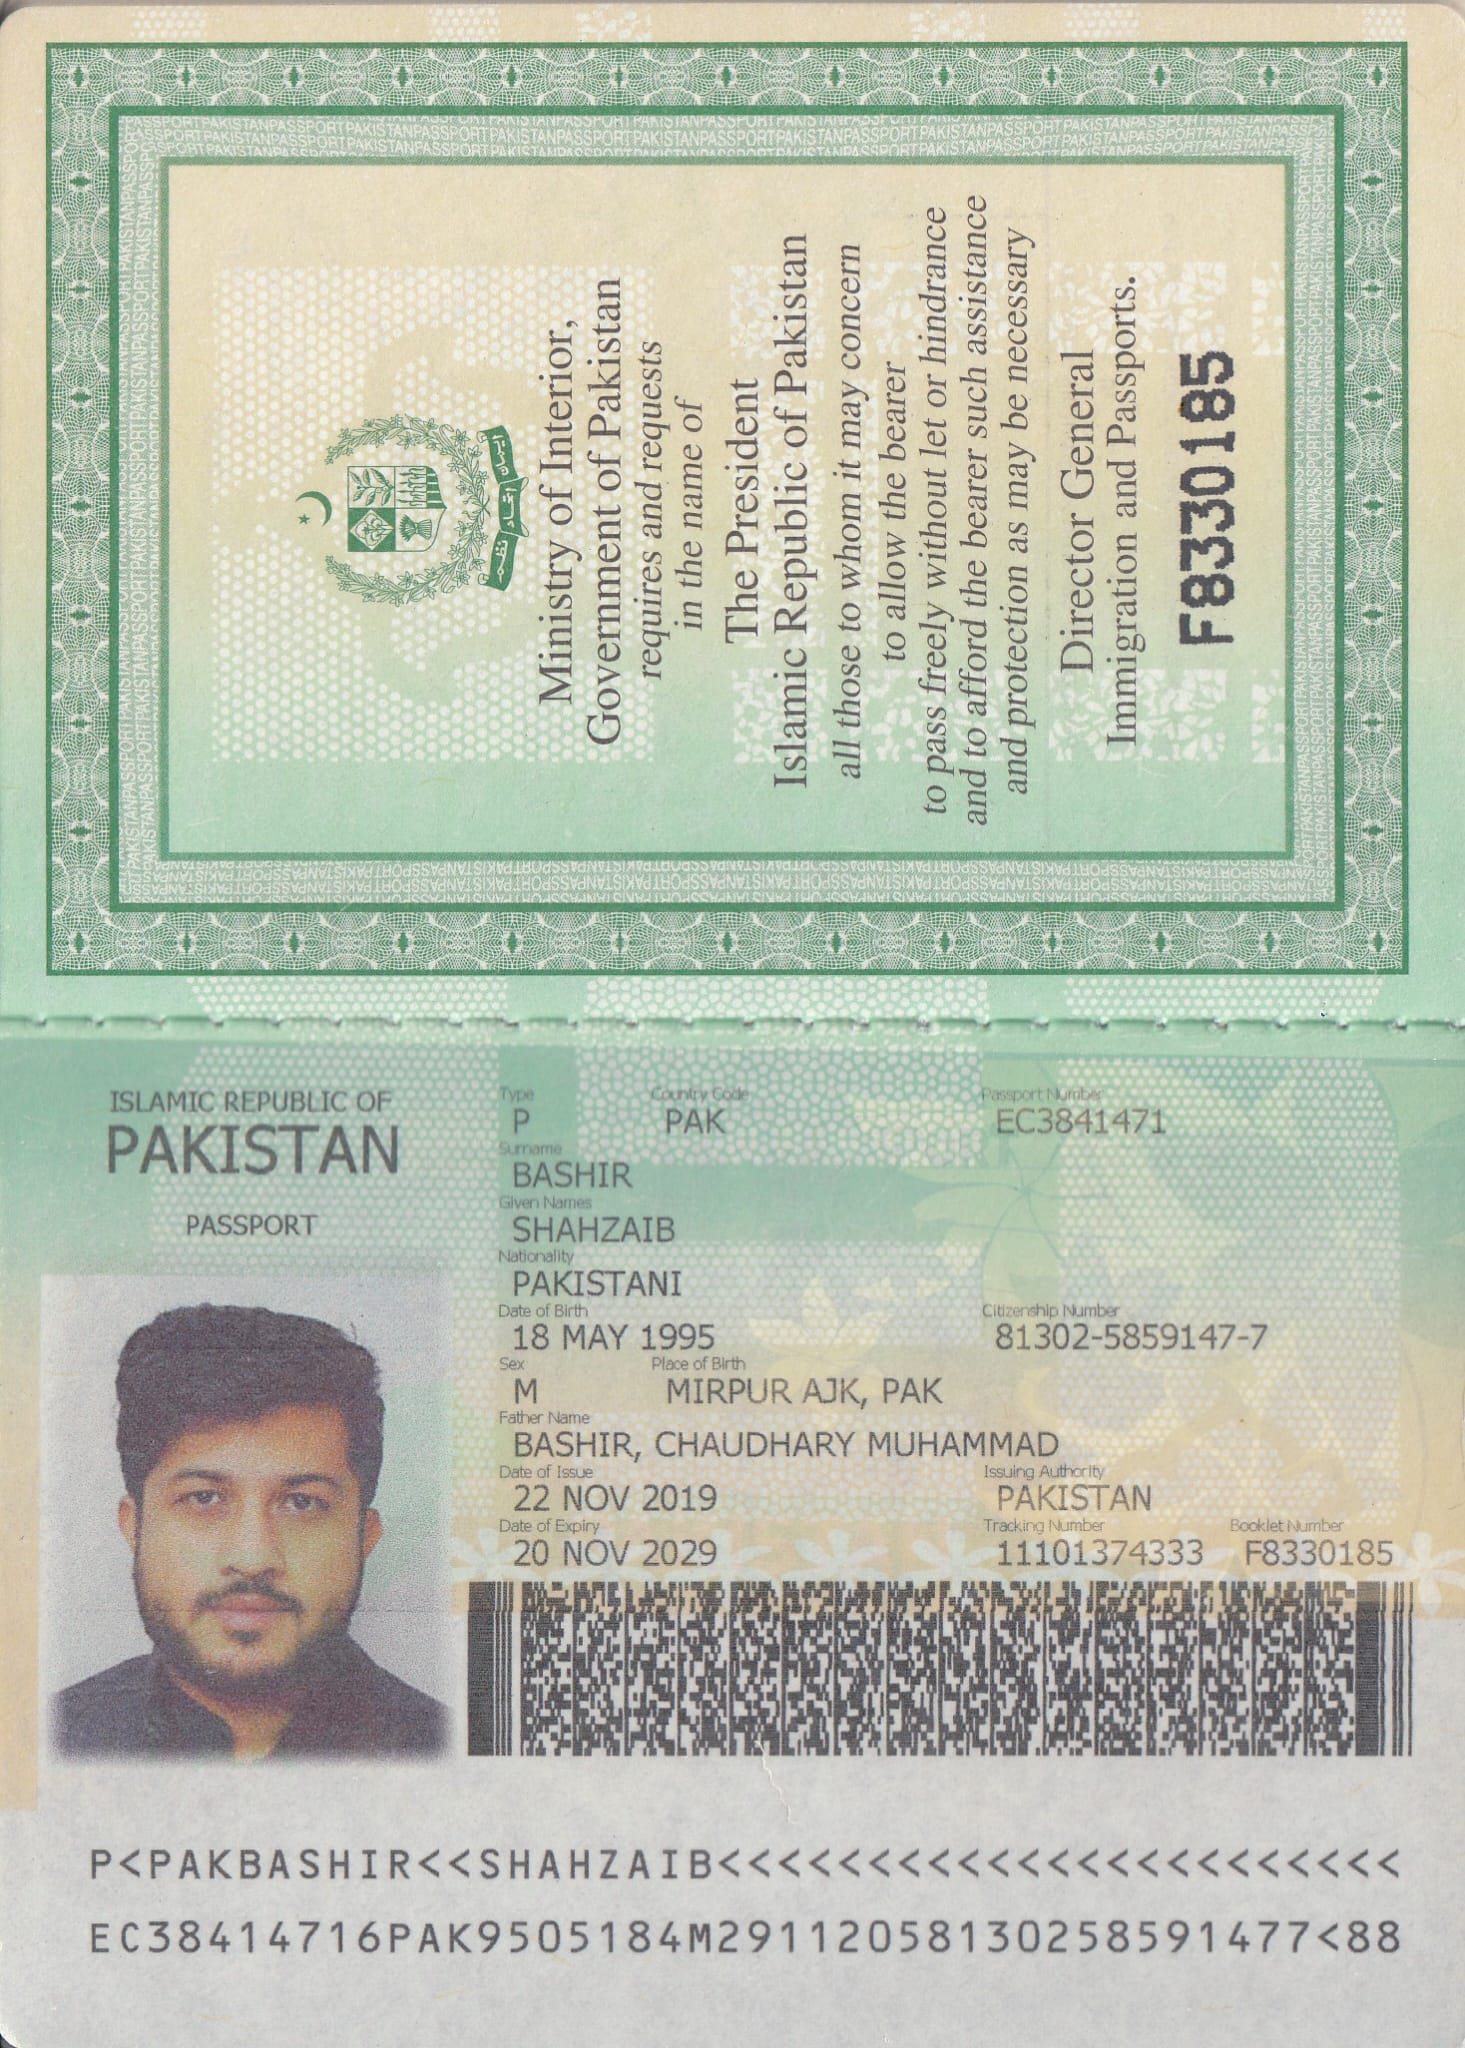 ایمان اتحاد نظم
Ministry of Interior,
Government of Pakistan
requires and requests
in the name of
The President
Islamic Republic of Pakistan
all those to whom it may concern
to allow the bearer
to pass freely without let or hindrance
and to afford the bearer such assistance
and protection as may be necessary
Director General
Immigration and Passports.
F8330185
ISLAMIC REPUBLIC OF
PAKISTAN
PASSPORT
Type Country Code Passport Number
P PAK EC3841471
Surname
BASHIR
Given Names
SHAHZAIB
Nationality
PAKISTANI
Date of Birth Citizenship Number
18 MAY 1995 81302-5859147-7
Sex Place of Birth
M MIRPUR AJK, PAK
Father Name
BASHIR, CHAUDHARY MUHAMMAD
Date of Issue Issuing Authority
22 NOV 2019 PAKISTAN
Date of Expiry Tracking Number Booklet Number
20 NOV 2029 11101374333 F8330185
P<PAKBASHIR<<SHAHZAIB<<<<<<<<<<<<<<<<<<<<<<<
EC38414716PAK9505184M29112058130258591477<88